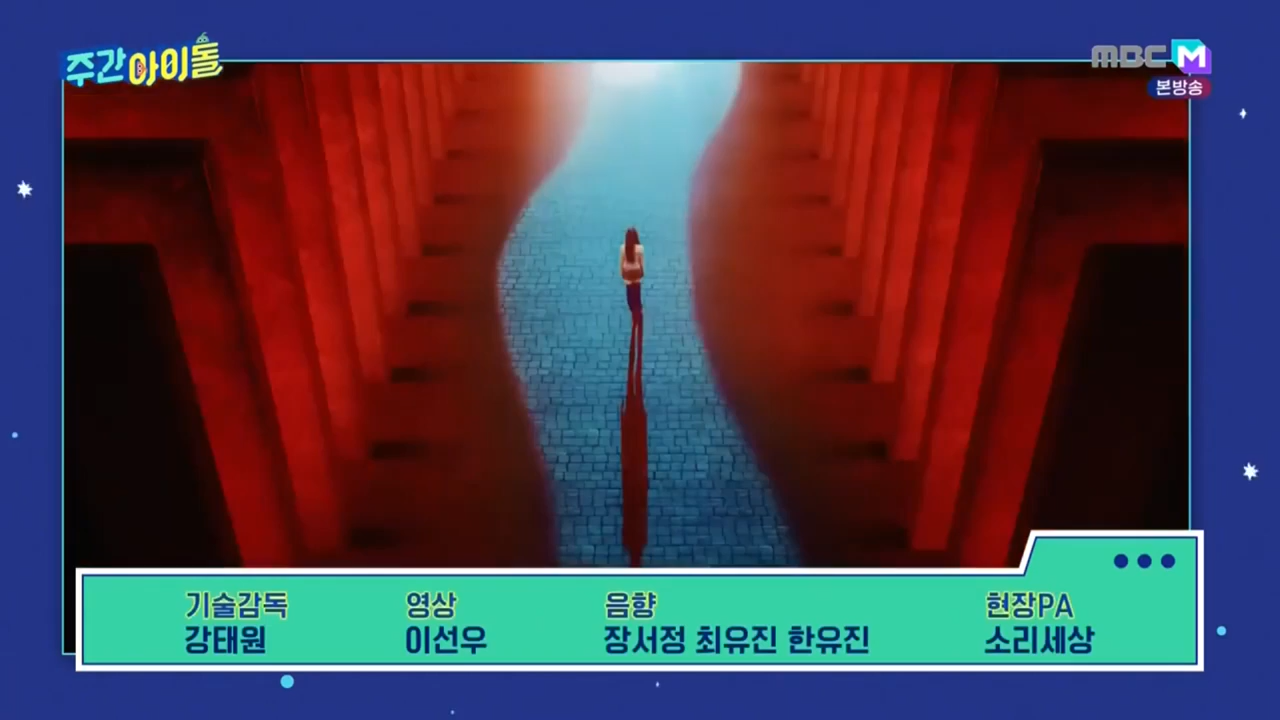 주간아이돌
MBC M
본방송
기술감독
강태원
영상
이선우
음향
장서정 최유진 한유진
현장PA
소리세상